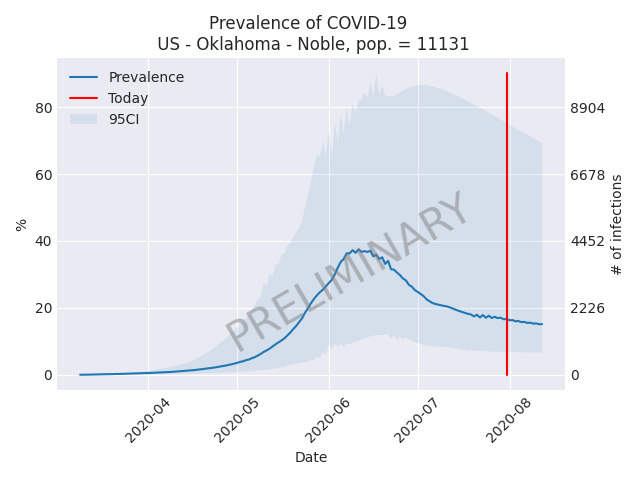 Prevalence of COVID-19
US - Oklahoma - Noble, pop. = 11131
Prevalence
Today
95CI
80
60
40
20
0
%
8904
6678
4452
2226
0
# of infections
PRELIMINARY
2020-04
2020-05
2020-06
2020-07
2020-08
Date